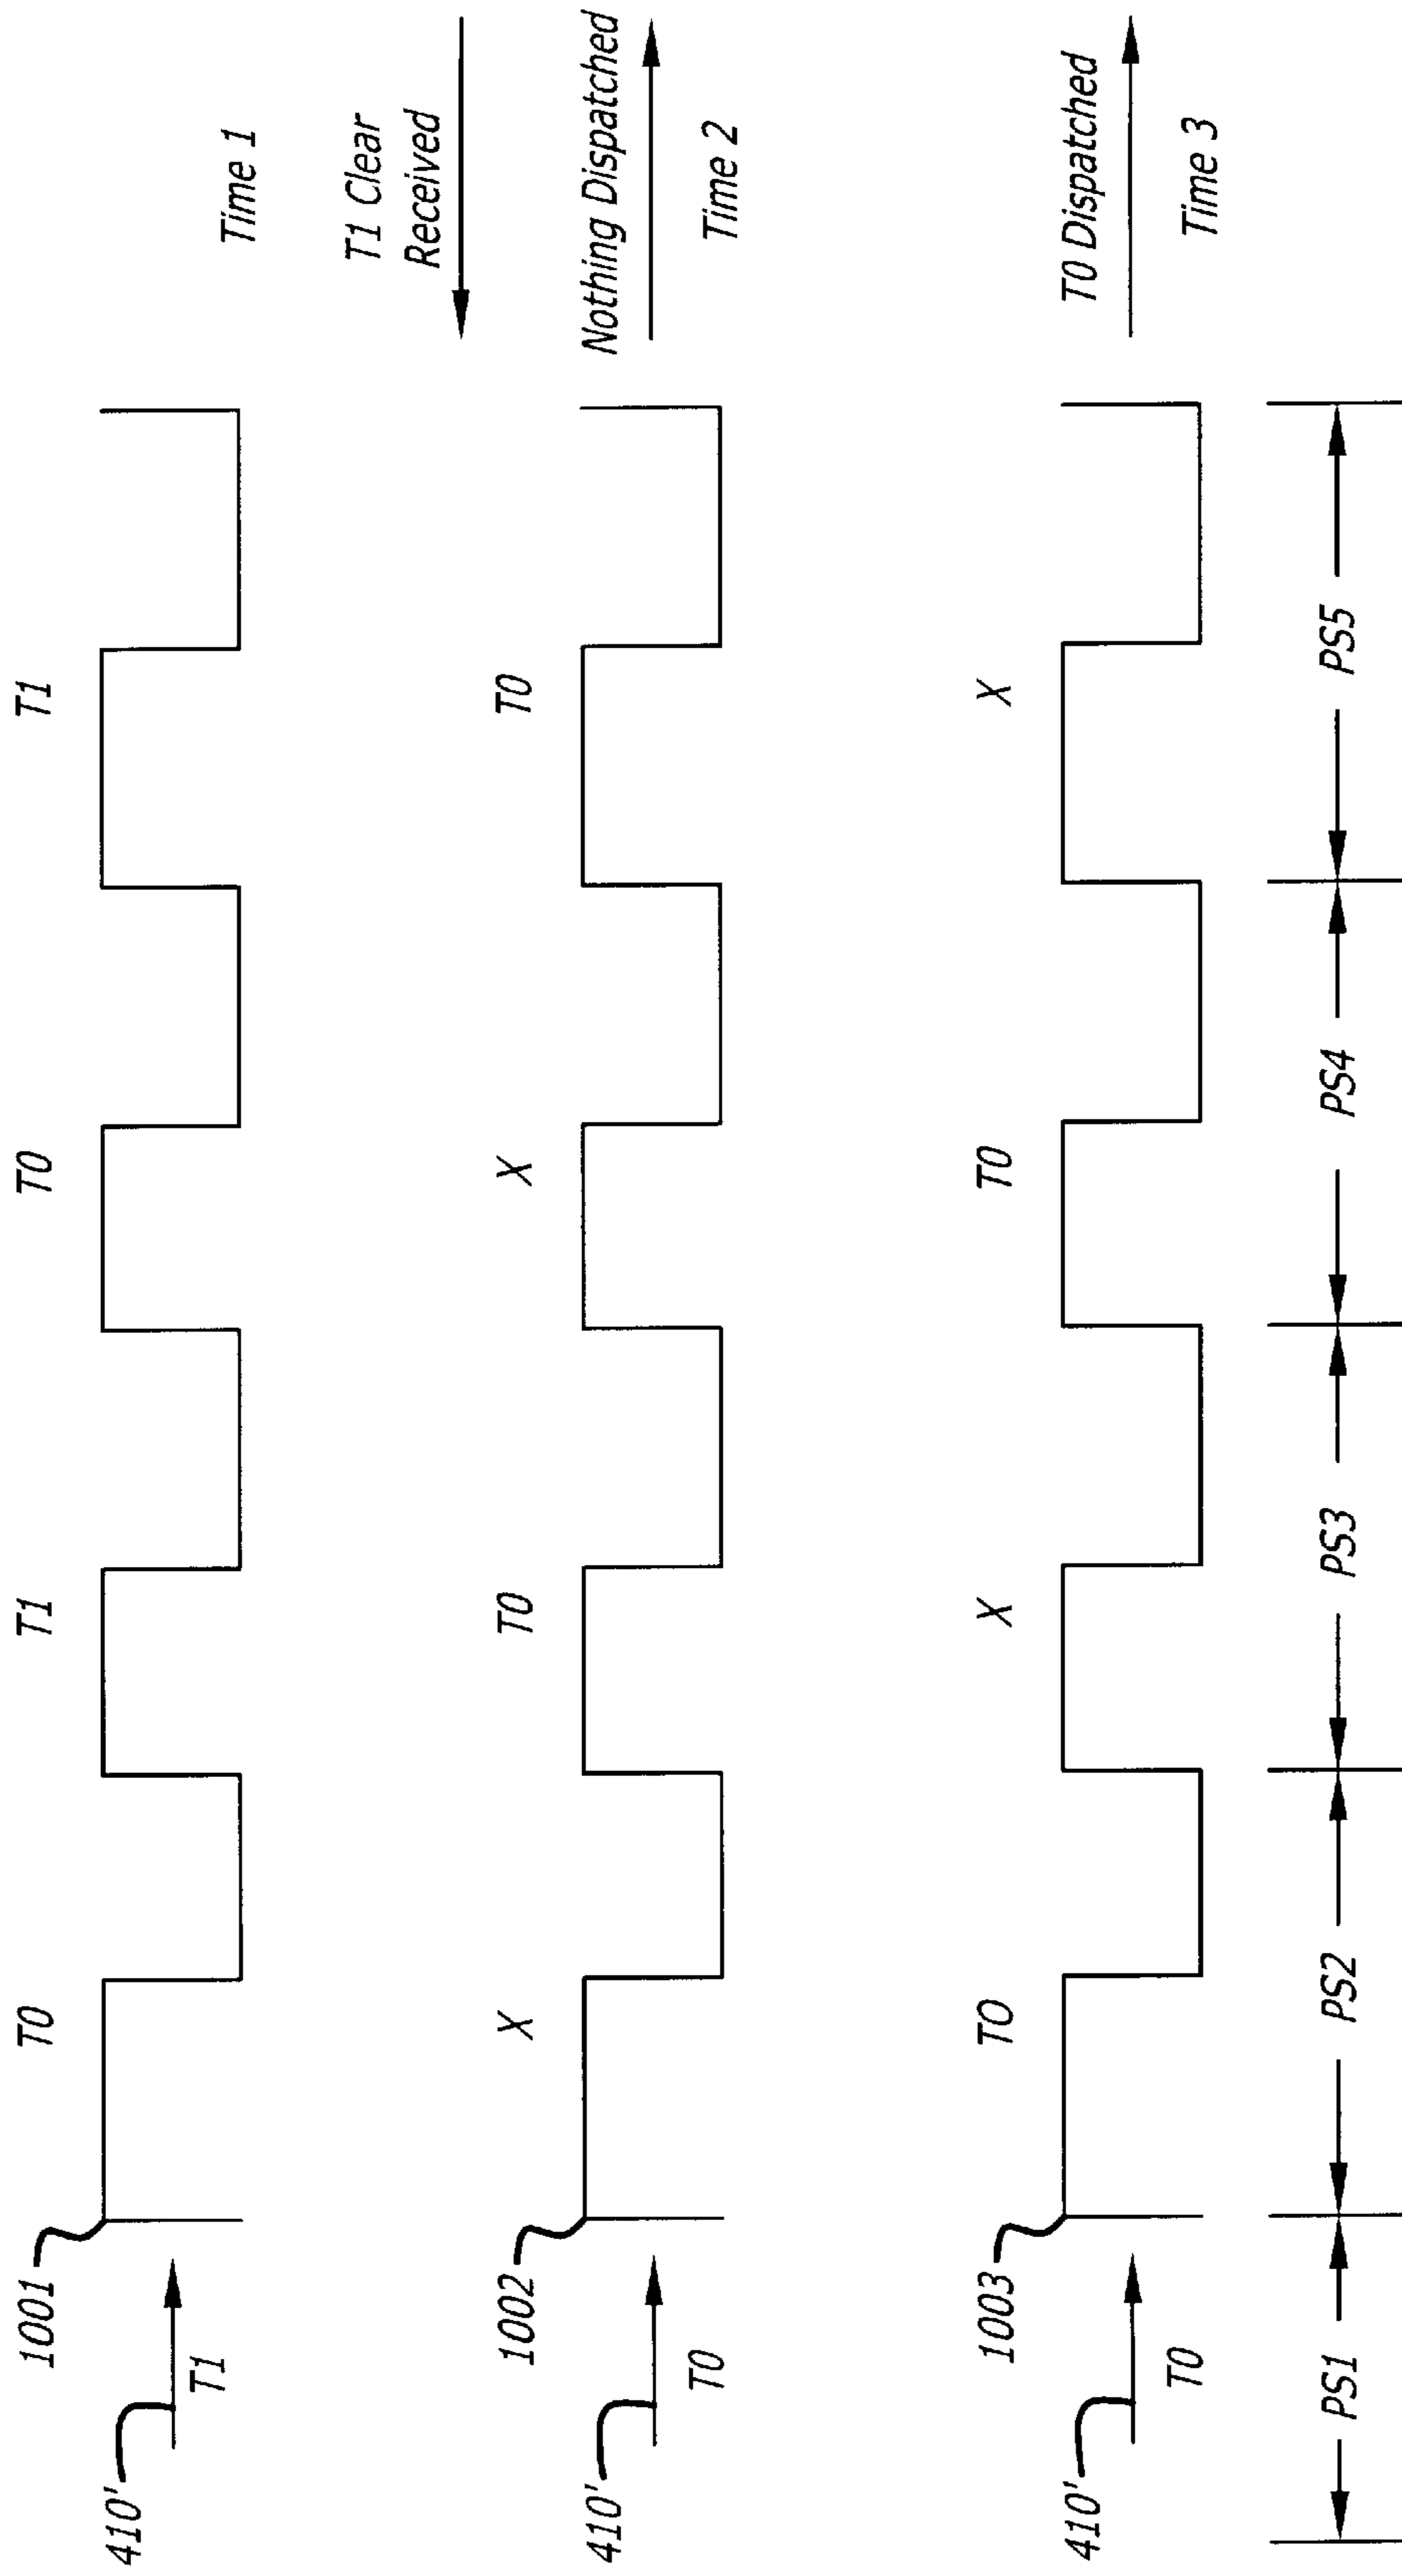 1001
T0
T1
T0
T1
410'
T1
Time 1
T1 Clear
Received
1002
X
T0
X
T0
Nothing Dispatched
410'
T0
Time 2
1003
TO
X
T0
X
T0 Dispatched
410'
T0
Time 3
PS1
PS2
PS3
PS4
PS5